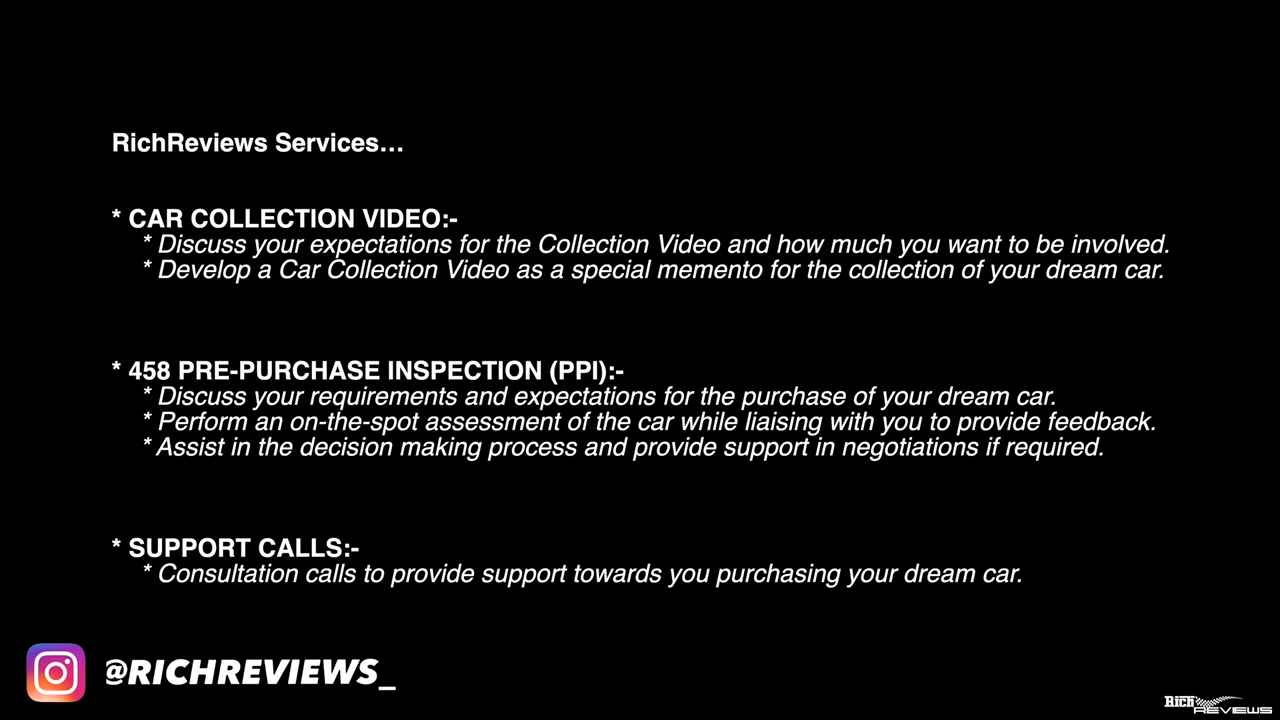 RichReviews Services...
* CAR COLLECTION VIDEO:-
* Discuss your expectations for the Collection Video and how much you want to be involved.
* Develop a Car Collection Video as a special memento for the collection of your dream car.
* 458 PRE-PURCHASE INSPECTION (PPI):-
* Discuss your requirements and expectations for the purchase of your dream car.
* Perform an on-the-spot assessment of the car while liaising with you to provide feedback.
* Assist in the decision making process and provide support in negotiations if required.
* SUPPORT CALLS:-
* Consultation calls to provide support towards you purchasing your dream car.
@RICHREVIEWS_
Rich
REVIEWS